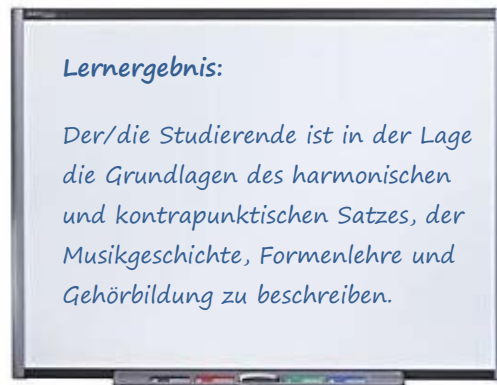 Lernergebnis:
Der/die Studierende ist in der Lage
die Grundlagen des harmonischen
und kontrapunktischen Satzes, der
Musikgeschichte, Formenlehre und
Gehörbildung zu beschreiben.